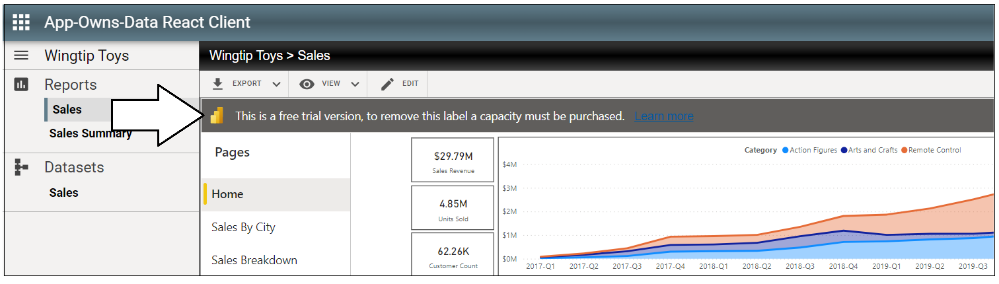 App-Owns-Data React Client
Wingtip Toys
Wingtip Toys > Sales
Reports
EXPORT VIEW EDIT
Sales
This is a free trial version, to remove this label a capacity must be purchased. Learn more
Sales Summary
Datasets
Sales
Pages
Home
Sales By City
Sales Breakdown
$29.79M
Sales Revenue
4.85M
Units Sold
62.26K
Customer Count
Category Action Figures Arts and Crafts Remote Control
$4M
$3M
$2M
$1M
$0M
2017-Q1 2017-Q2 2017-Q3 2017-Q4 2018-Q1 2018-Q2 2018-Q3 2018-Q4 2019-Q1 2019-Q2 2019-Q3